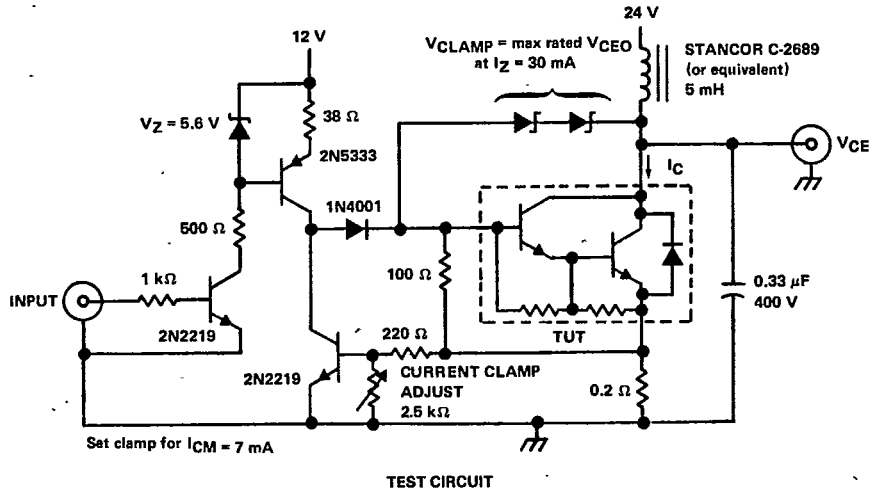 24 V
12 V
VCLAMP = max rated VCEO
at IZ = 30 mA
STANCOR C-2689
(or equivalent)
5 mH
VZ = 5.6 V
38 Ω
2N5333
VCE
IC
1N4001
500 Ω
100 Ω
0.33 μF
400 V
1 kΩ
INPUT
2N2219
TUT
220 Ω
2N2219
CURRENT CLAMP
ADJUST
2.5 kΩ
0.2 Ω
Set clamp for ICM = 7 mA
TEST CIRCUIT